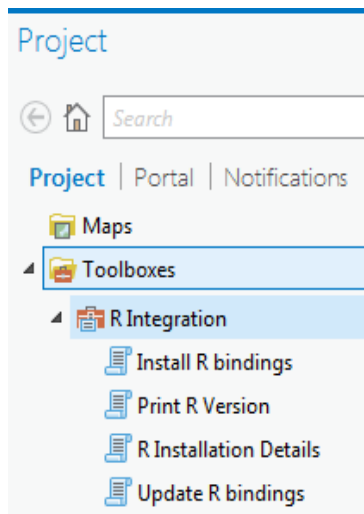 Project
Search
Project | Portal | Notifications
Maps
Toolboxes
R Integration
Install R bindings
Print R Version
R Installation Details
Update R bindings